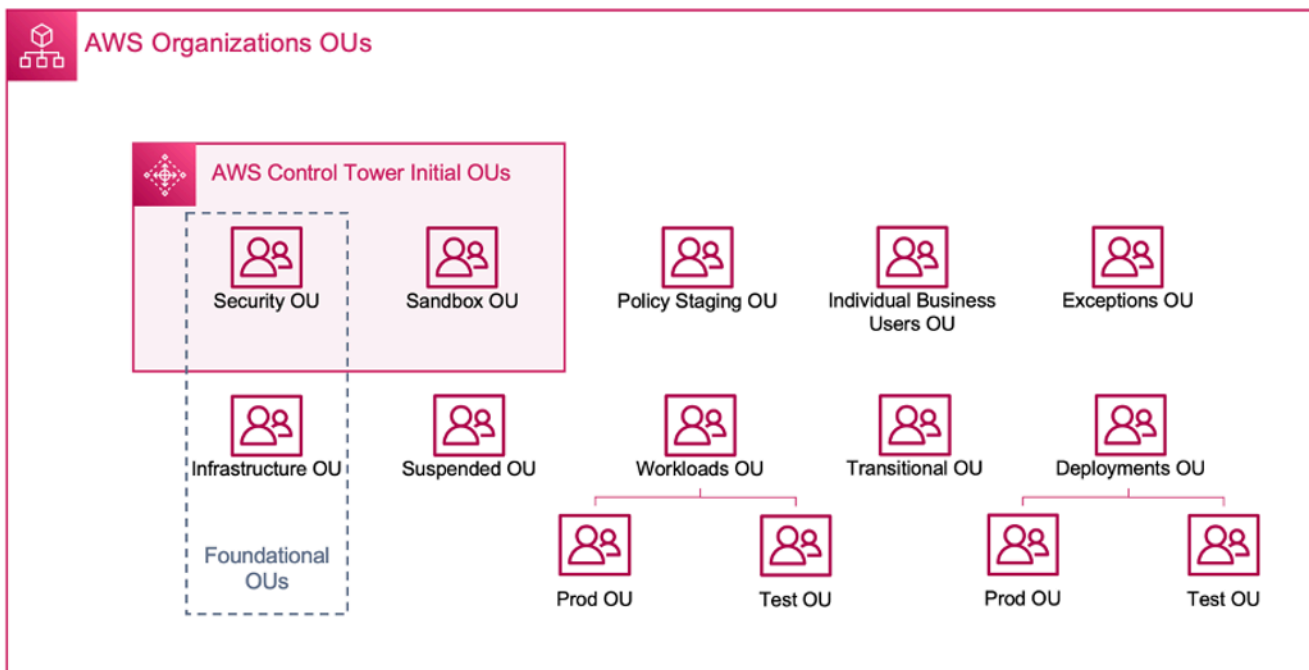 AWS Organizations OUs
AWS Control Tower Initial OUs
Security OU
Sandbox OU
Policy Staging OU
Individual Business
Users OU
Exceptions OU
Infrastructure OU
Suspended OU
Workloads OU
Transitional OU
Deployments OU
Foundational
OUs
Prod OU
Test OU
Prod OU
Test OU